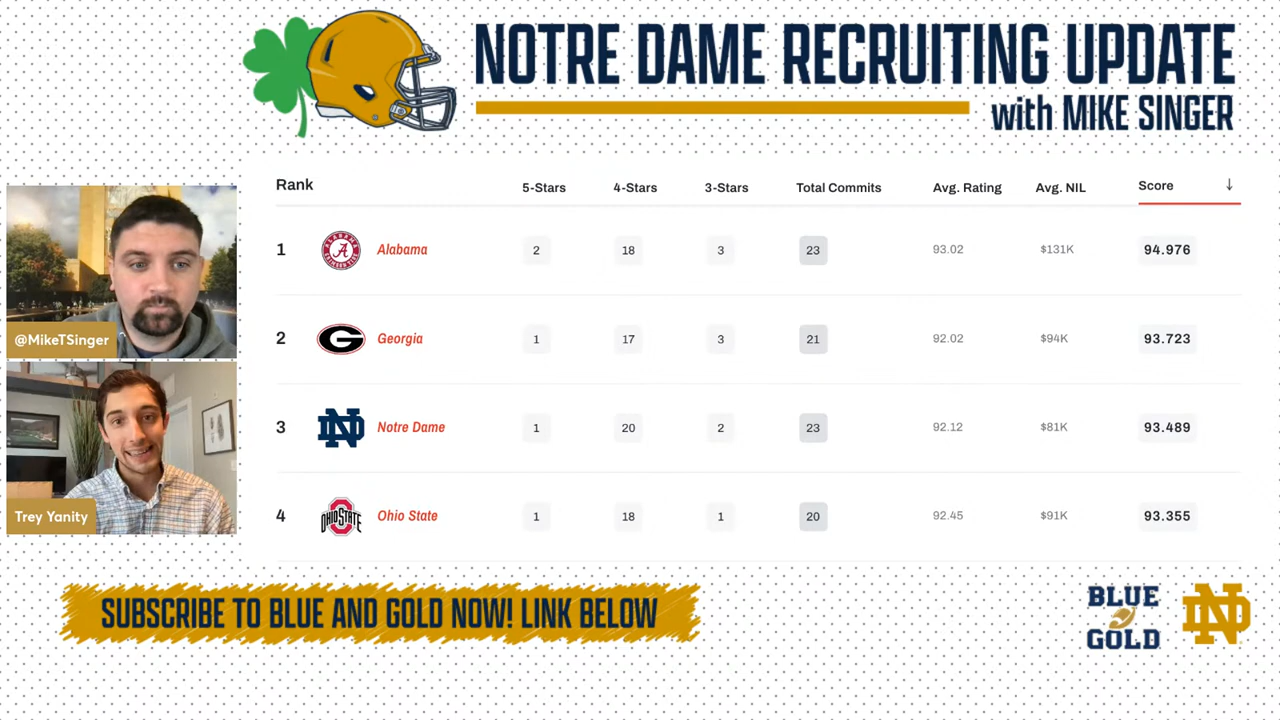 NOTRE DAME RECRUITING UPDATE
with MIKE SINGER
Rank 5-Stars 4-Stars 3-Stars Total Commits Avg. Rating Avg. NIL Score ↓
1 Alabama 2 18 3 23 93.02 $131K 94.976
2 G Georgia 1 17 3 21 92.02 $94K 93.723
3 ND Notre Dame 1 20 2 23 92.12 $81K 93.489
4 OHIO STATE Ohio State 1 18 1 20 92.45 $91K 93.355
@MikeTSinger
Trey Yanity
SUBSCRIBE TO BLUE AND GOLD NOW! LINK BELOW
BLUE
GOLD
ND